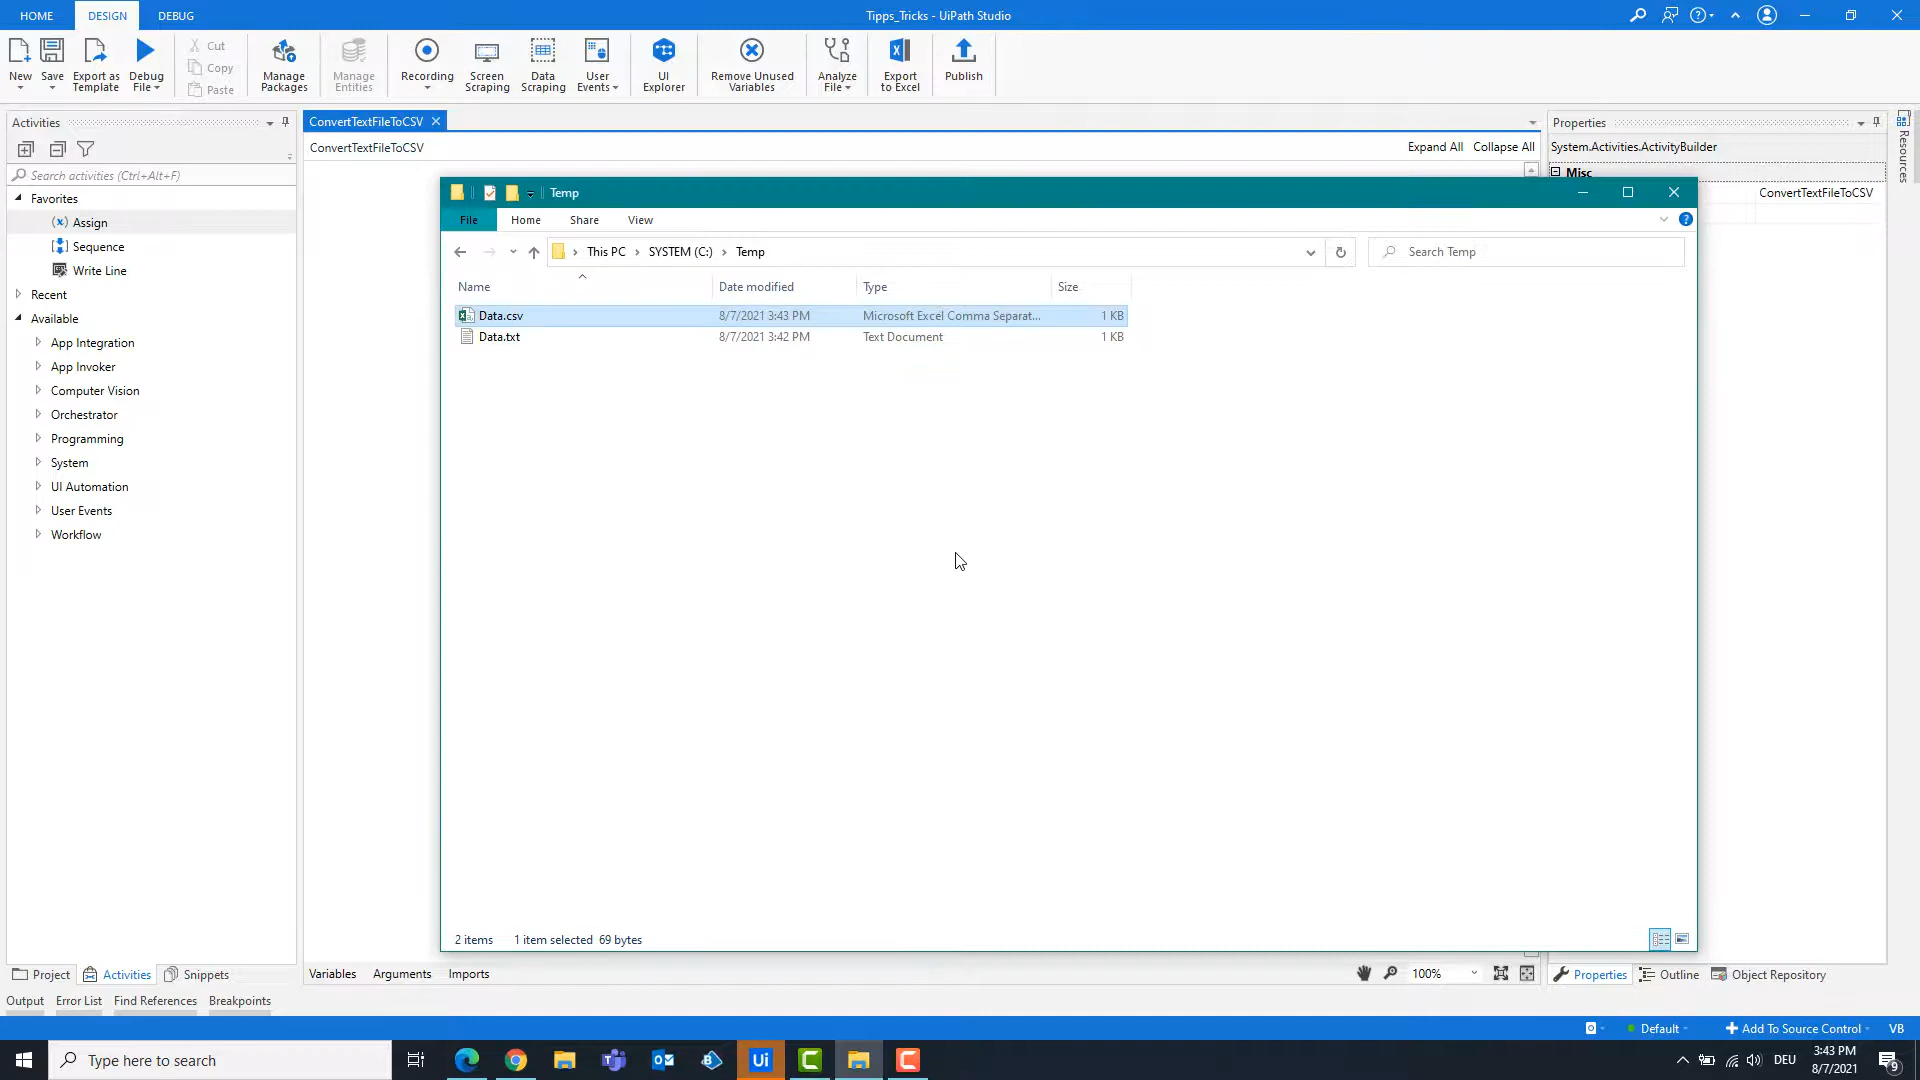 HOME
DESIGN
DEBUG
Tipps_Tricks - UiPath Studio
New
Save
Export as Template
Debug File
Cut
Copy
Paste
Manage Packages
Manage Entities
Recording
Screen Scraping
Data Scraping
User Events
UI Explorer
Remove Unused Variables
Analyze File
Export to Excel
Publish
Activities
ConvertTextFileToCSV
Properties
Resources
ConvertTextFileToCSV
Expand All
Collapse All
System.Activities.ActivityBuilder
Search activities (Ctrl+Alt+F)
Misc
ConvertTextFileToCSV
Favorites
Assign
Sequence
Write Line
Recent
Available
App Integration
App Invoker
Computer Vision
Orchestrator
Programming
System
UI Automation
User Events
Workflow
Temp
File
Home
Share
View
This PC
SYSTEM (C:)
Temp
Search Temp
Name
Date modified
Type
Size
Data.csv
8/7/2021 3:43 PM
Microsoft Excel Comma Separat...
1 KB
Data.txt
8/7/2021 3:42 PM
Text Document
1 KB
2 items
1 item selected 69 bytes
Project
Activities
Snippets
Variables
Arguments
Imports
100%
Properties
Outline
Object Repository
Output
Error List
Find References
Breakpoints
Default
Add To Source Control
VB
Type here to search
Ui
DEU
3:43 PM
8/7/2021
9